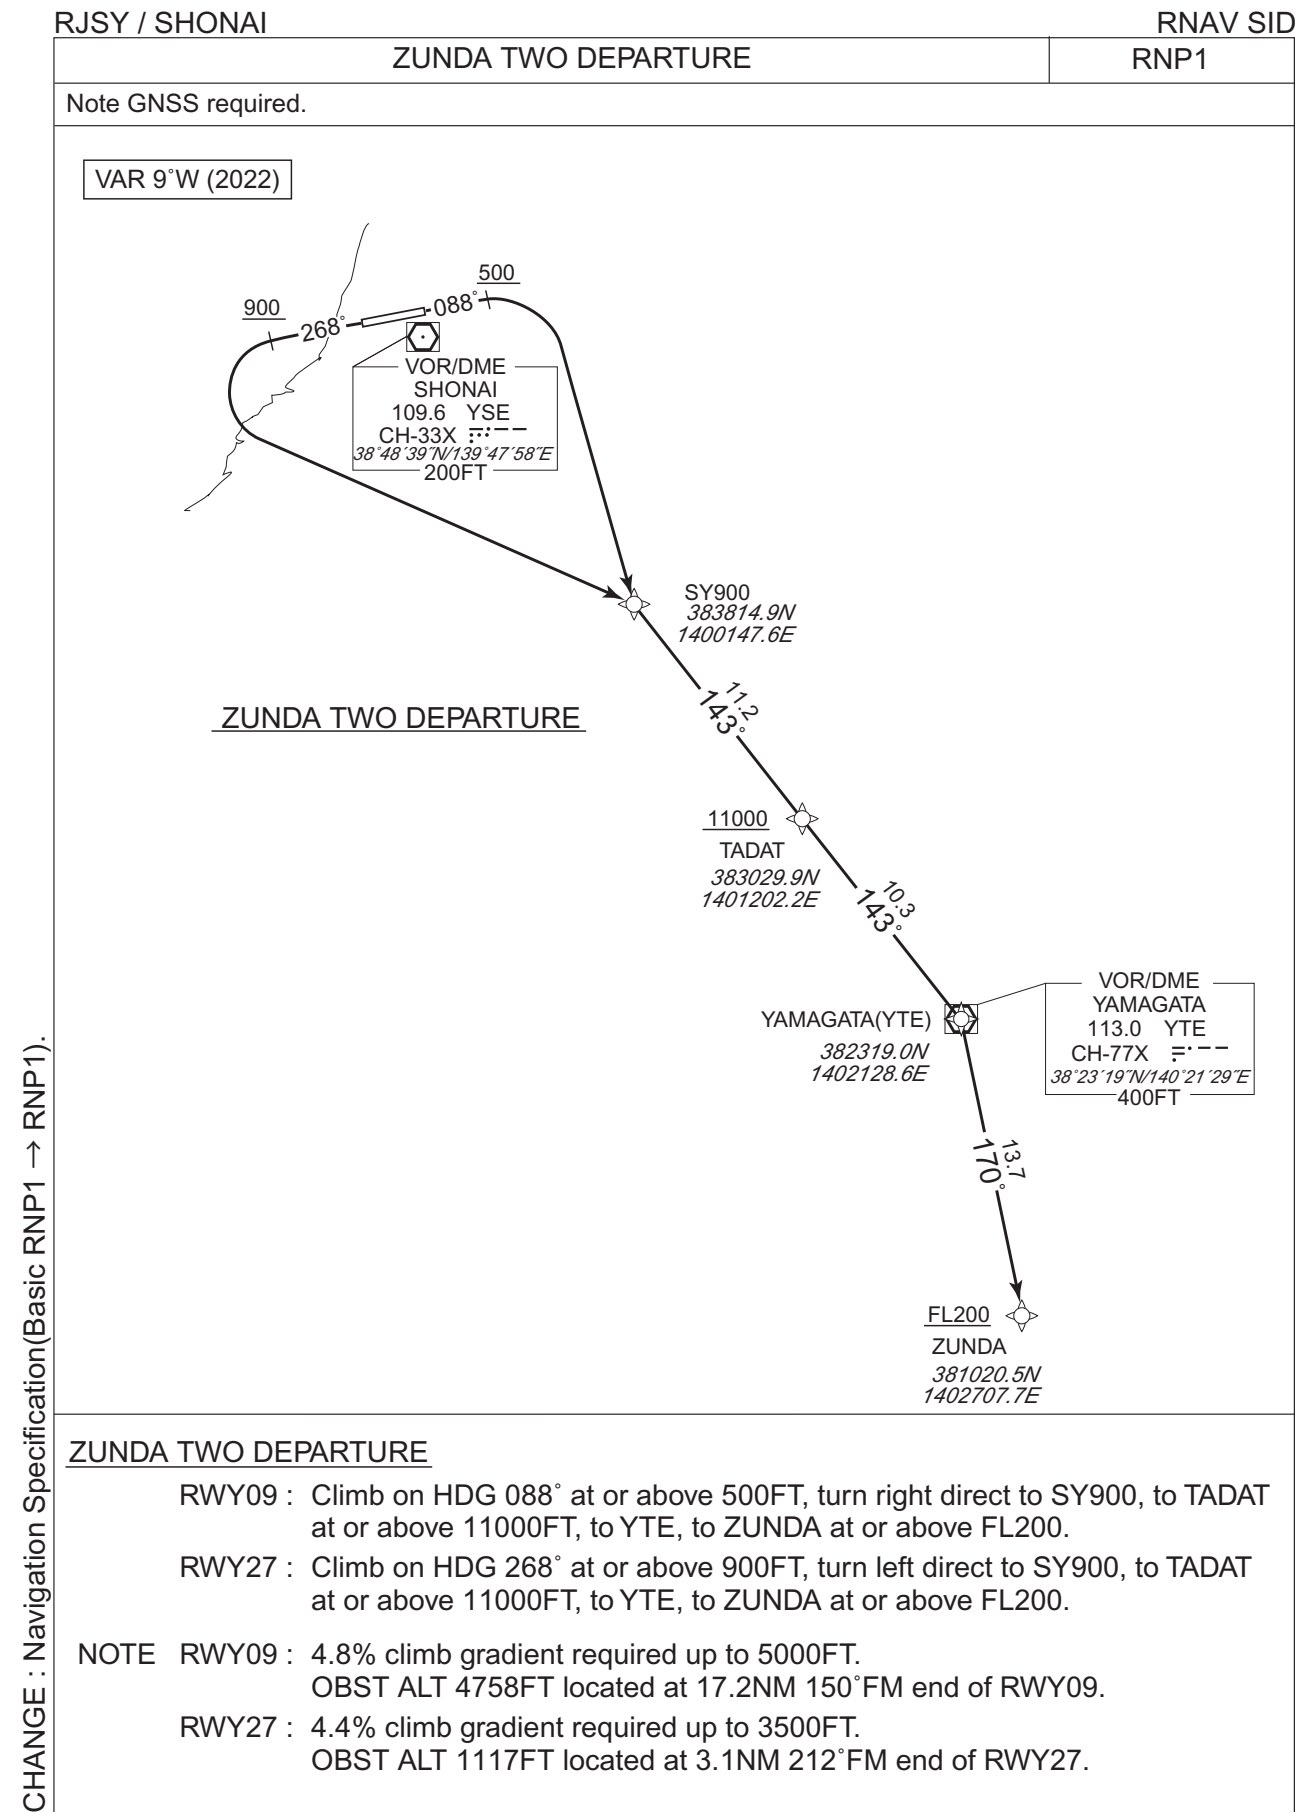 RJSY / SHONAI
RNAV SID
ZUNDA TWO DEPARTURE
RNP1
Note GNSS required.
VAR 9˚W (2022)
500
900
088˚
268˚
VOR/DME
SHONAI
109.6 YSE
CH-33X
38˚48´39˝N/139˚47´58˝E
200FT
SY900
383814.9N
1400147.6E
11.2
143˚
ZUNDA TWO DEPARTURE
11000
TADAT
383029.9N
1401202.2E
10.3
143˚
VOR/DME
YAMAGATA
113.0 YTE
CH-77X
38˚23´19˝N/140˚21´29˝E
400FT
YAMAGATA(YTE)
382319.0N
1402128.6E
13.7
170˚
FL200
ZUNDA
381020.5N
1402707.7E
ZUNDA TWO DEPARTURE
RWY09 : Climb on HDG 088˚ at or above 500FT, turn right direct to SY900, to TADAT
at or above 11000FT, to YTE, to ZUNDA at or above FL200.
RWY27 : Climb on HDG 268˚ at or above 900FT, turn left direct to SY900, to TADAT
at or above 11000FT, to YTE, to ZUNDA at or above FL200.
NOTE RWY09 : 4.8% climb gradient required up to 5000FT.
OBST ALT 4758FT located at 17.2NM 150˚FM end of RWY09.
RWY27 : 4.4% climb gradient required up to 3500FT.
OBST ALT 1117FT located at 3.1NM 212˚FM end of RWY27.
CHANGE : Navigation Specification(Basic RNP1 → RNP1).